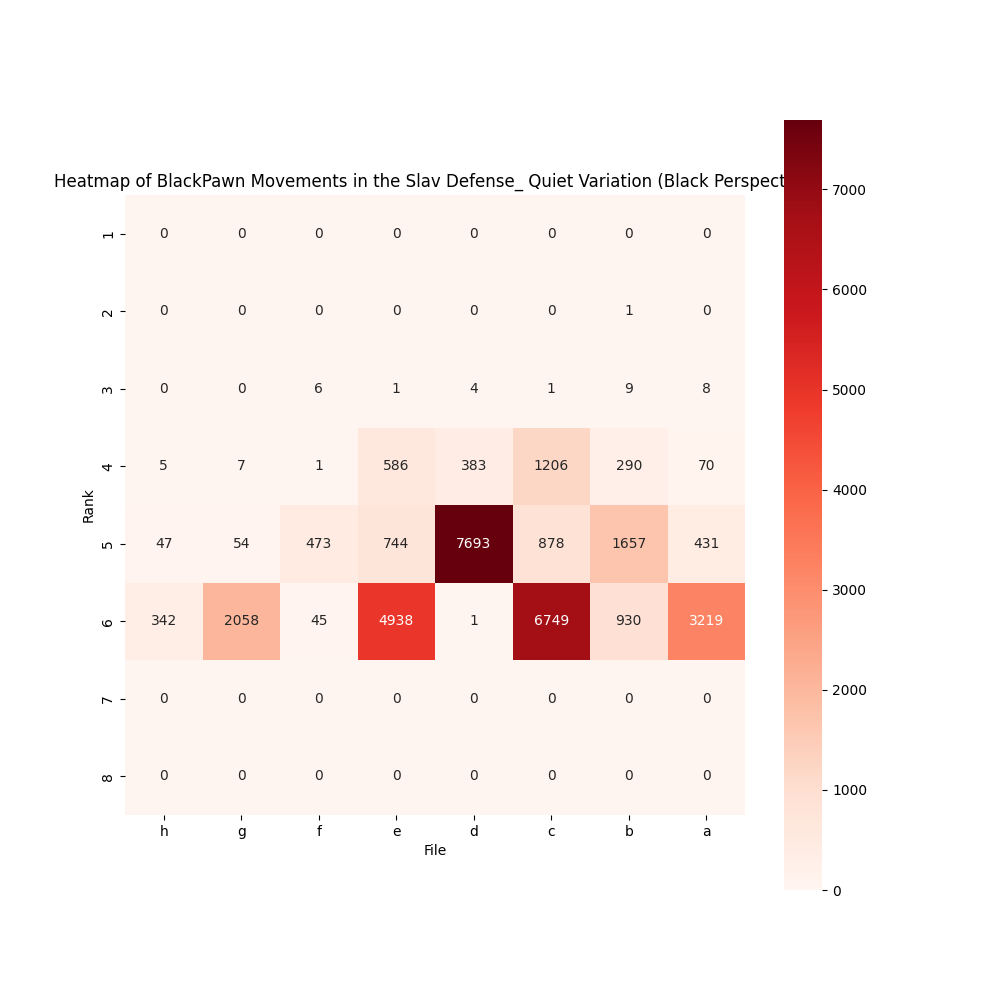 Heatmap of BlackPawn Movements in the Slav Defense_ Quiet Variation (Black Perspect
1 0 0 0 0 0 0 0 0
2 0 0 0 0 0 0 1 0
3 0 0 6 1 4 1 9 8
4 5 7 1 586 383 1206 290 70
Rank
5 47 54 473 744 7693 878 1657 431
6 342 2058 45 4938 1 6749 930 3219
7 0 0 0 0 0 0 0 0
8 0 0 0 0 0 0 0 0
h g f e d c b a
File
7000
6000
5000
4000
3000
2000
1000
0